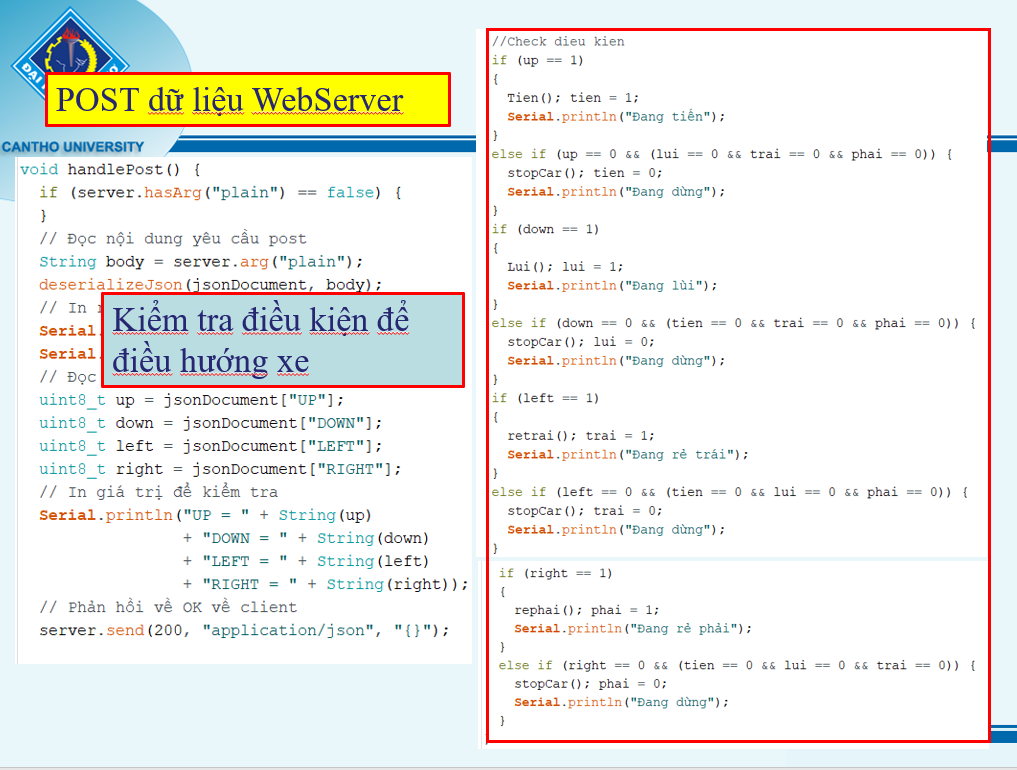 ĐẠI
POST dữ liệu WebServer
CANTHO UNIVERSITY
void handlePost() {
if (server.hasArg("plain") == false) {
}
// Đọc nội dung yêu cầu post
String body = server.arg("plain");
deserializeJson(jsonDocument, body);
// In
Serial.
Serial.
// Đọc
Kiểm tra điều kiện để
điều hướng xe
uint8_t up = jsonDocument["UP"];
uint8_t down = jsonDocument["DOWN"];
uint8_t left = jsonDocument["LEFT"];
uint8_t right = jsonDocument["RIGHT"];
// In giá trị để kiểm tra
Serial.println("UP = " + String(up)
+ "DOWN = " + String(down)
+ "LEFT = " + String(left)
+ "RIGHT = " + String(right));
// Phản hồi về OK về client
server.send(200, "application/json", "{}");
//Check dieu kien
if (up == 1)
{
Tien(); tien = 1;
Serial.println("Đang tiến");
}
else if (up == 0 && (lui == 0 && trai == 0 && phai == 0)) {
stopCar(); tien = 0;
Serial.println("Đang dừng");
}
if (down == 1)
{
Lui(); lui = 1;
Serial.println("Đang lùi");
}
else if (down == 0 && (tien == 0 && trai == 0 && phai == 0)) {
stopCar(); lui = 0;
Serial.println("Đang dừng");
}
if (left == 1)
{
retrai(); trai = 1;
Serial.println("Đang rẻ trái");
}
else if (left == 0 && (tien == 0 && lui == 0 && phai == 0)) {
stopCar(); trai = 0;
Serial.println("Đang dừng");
}
if (right == 1)
{
rephai(); phai = 1;
Serial.println("Đang rẻ phải");
}
else if (right == 0 && (tien == 0 && lui == 0 && trai == 0)) {
stopCar(); phai = 0;
Serial.println("Đang dừng");
}